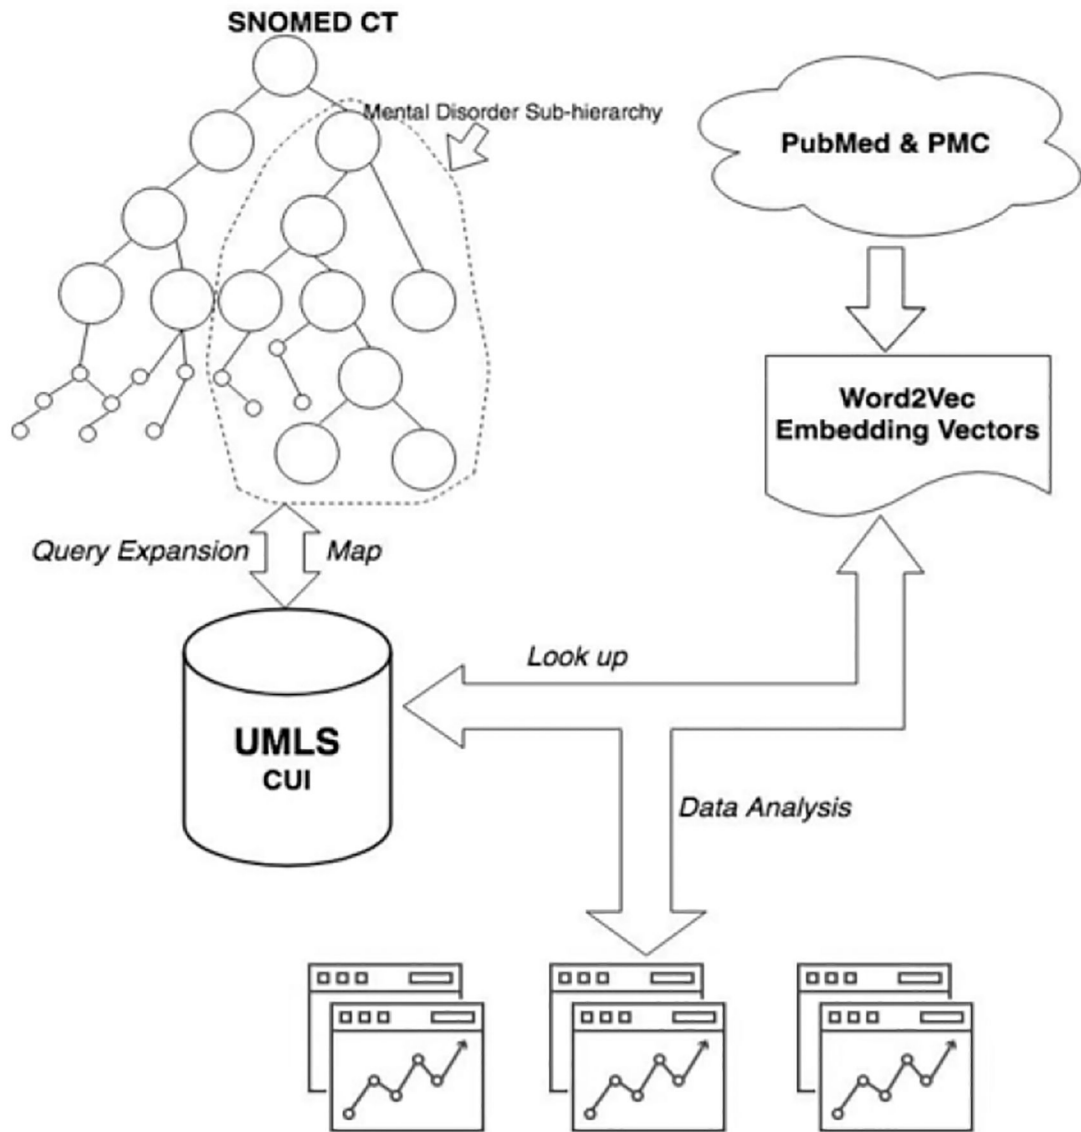 SNOMED CT
Mental Disorder Sub-hierarchy
PubMed & PMC
Word2Vec
Embedding Vectors
Query Expansion
Map
Look up
UMLS
CUI
Data Analysis